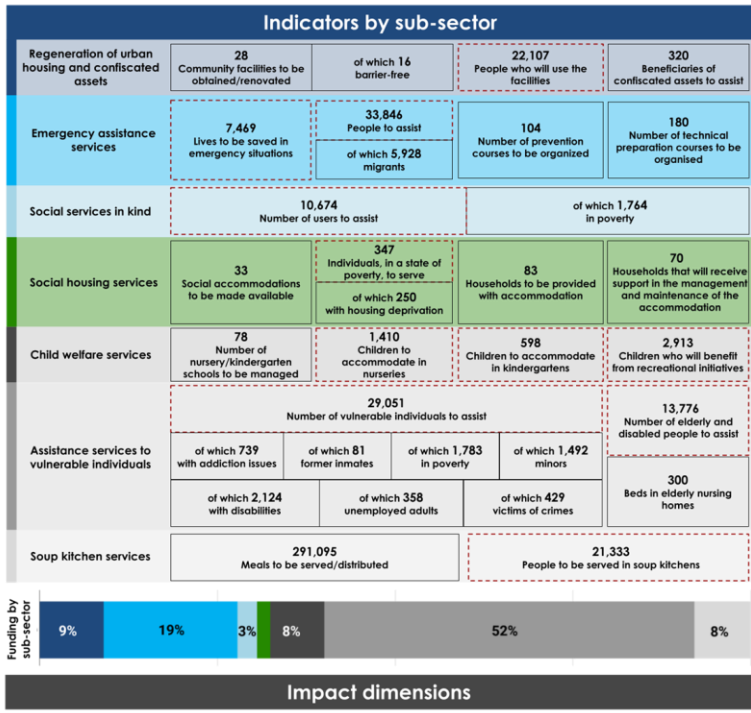 Indicators by sub-sector
Regeneration of urban
housing and confiscated
assets
28
Community facilities to be
obtained/renovated
of which 16
barrier-free
22,107
People who will use the
facilities
320
Beneficiaries of
confiscated assets to assist
Emergency assistance
services
7,469
Lives to be saved in
emergency situations
33,846
People to assist
of which 5,928
migrants
104
Number of prevention
courses to be organized
180
Number of technical
preparation courses to be
organised
Social services in kind
10,674
Number of users to assist
of which 1,764
in poverty
Social housing services
33
Social accommodations
to be made available
347
Individuals, in a state of
poverty, to serve
of which 250
with housing deprivation
83
Households to be provided
with accommodation
70
Households that will receive
support in the management
and maintenance of the
accommodation
Child welfare services
78
Number of
nursery/kindergarten
schools to be managed
1,410
Children to
accommodate in
nurseries
598
Children to accommodate
in kindergartens
2,913
Children who will benefit
from recreational initiatives
Assistance services to
vulnerable individuals
29,051
Number of vulnerable individuals to assist
of which 739
with addiction issues
of which 81
former inmates
of which 1,783
in poverty
of which 1,492
minors
of which 2,124
with disabilities
of which 358
unemployed adults
of which 429
victims of crimes
13,776
Number of elderly and
disabled people to assist
300
Beds in elderly nursing
homes
Soup kitchen services
291,095
Meals to be served/distributed
21,333
People to be served in soup kitchens
Funding by
sub-sector
9%
19%
3%
8%
52%
8%
Impact dimensions